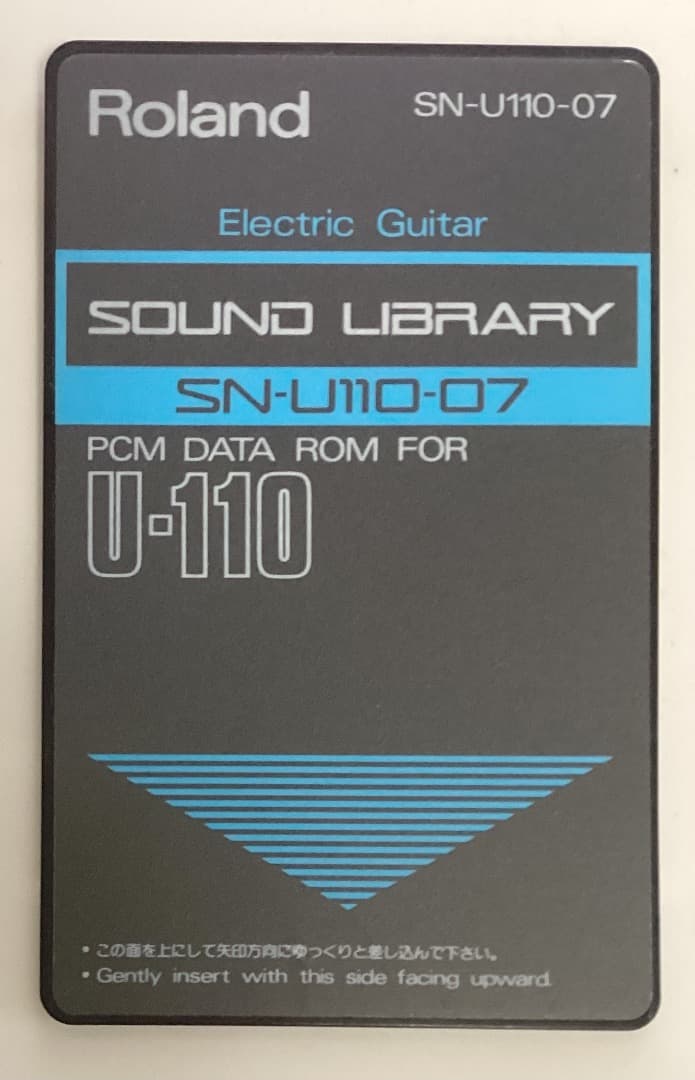 Roland
SN-U110-07
Electric Guitar
SOUND LIBRARY
SN-U110-07
PCM DATA ROM FOR
U-110
• この面を上にして矢印方向にゆっくりと差し込んで下さい。
• Gently insert with this side facing upward.